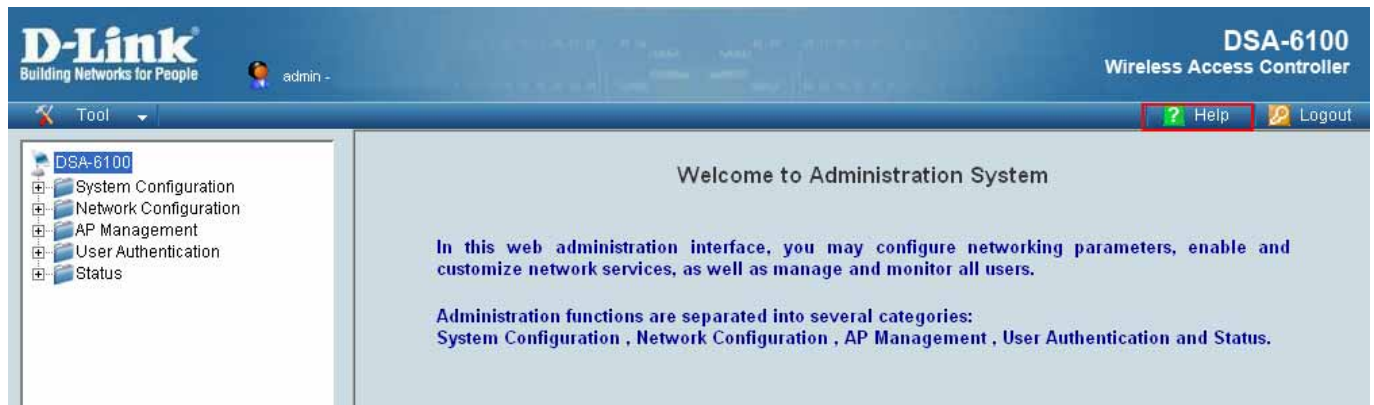 D-Link
Building Networks for People
admin -
DSA-6100
Wireless Access Controller
Tool
Help
Logout
DSA-6100
System Configuration
Network Configuration
AP Management
User Authentication
Status
Welcome to Administration System
In this web administration interface, you may configure networking parameters, enable and
customize network services, as well as manage and monitor all users.
Administration functions are separated into several categories:
System Configuration , Network Configuration , AP Management , User Authentication and Status.